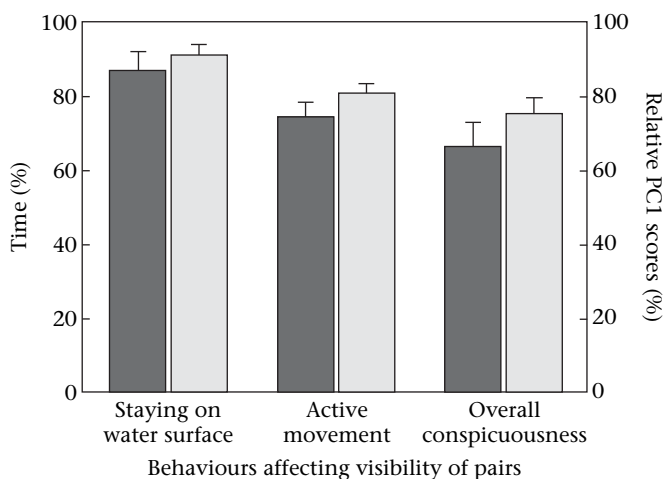 100
80
60
40
20
0
Time (%)
100
80
60
40
20
0
Relative PC1 scores (%)
Staying on
water surface
Active
movement
Overall
conspicuousness
Behaviours affecting visibility of pairs